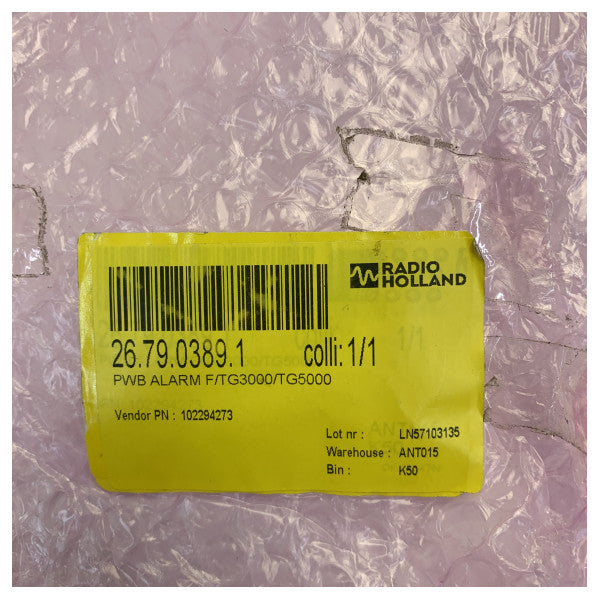 RADIO
HOLLAND
26.79.0389.1 colli: 1/1
PWB ALARM F/TG3000/TG5000
Vendor PN : 102294273
Lot nr : LN57103135
Warehouse : ANT015
Bin : K50